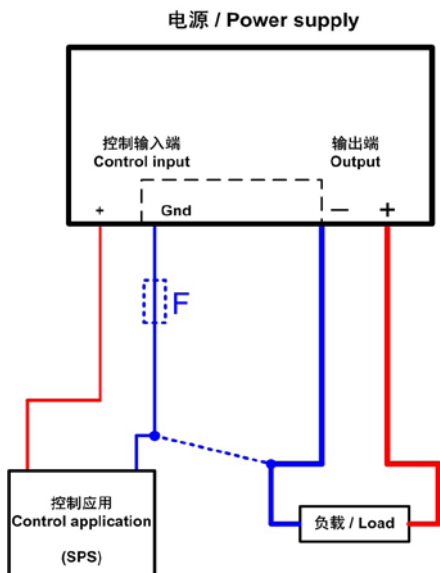 电源 / Power supply
控制输入端
Control input
输出端
Output
+
Gnd
—
+
F
控制应用
Control application
(SPS)
负载 / Load